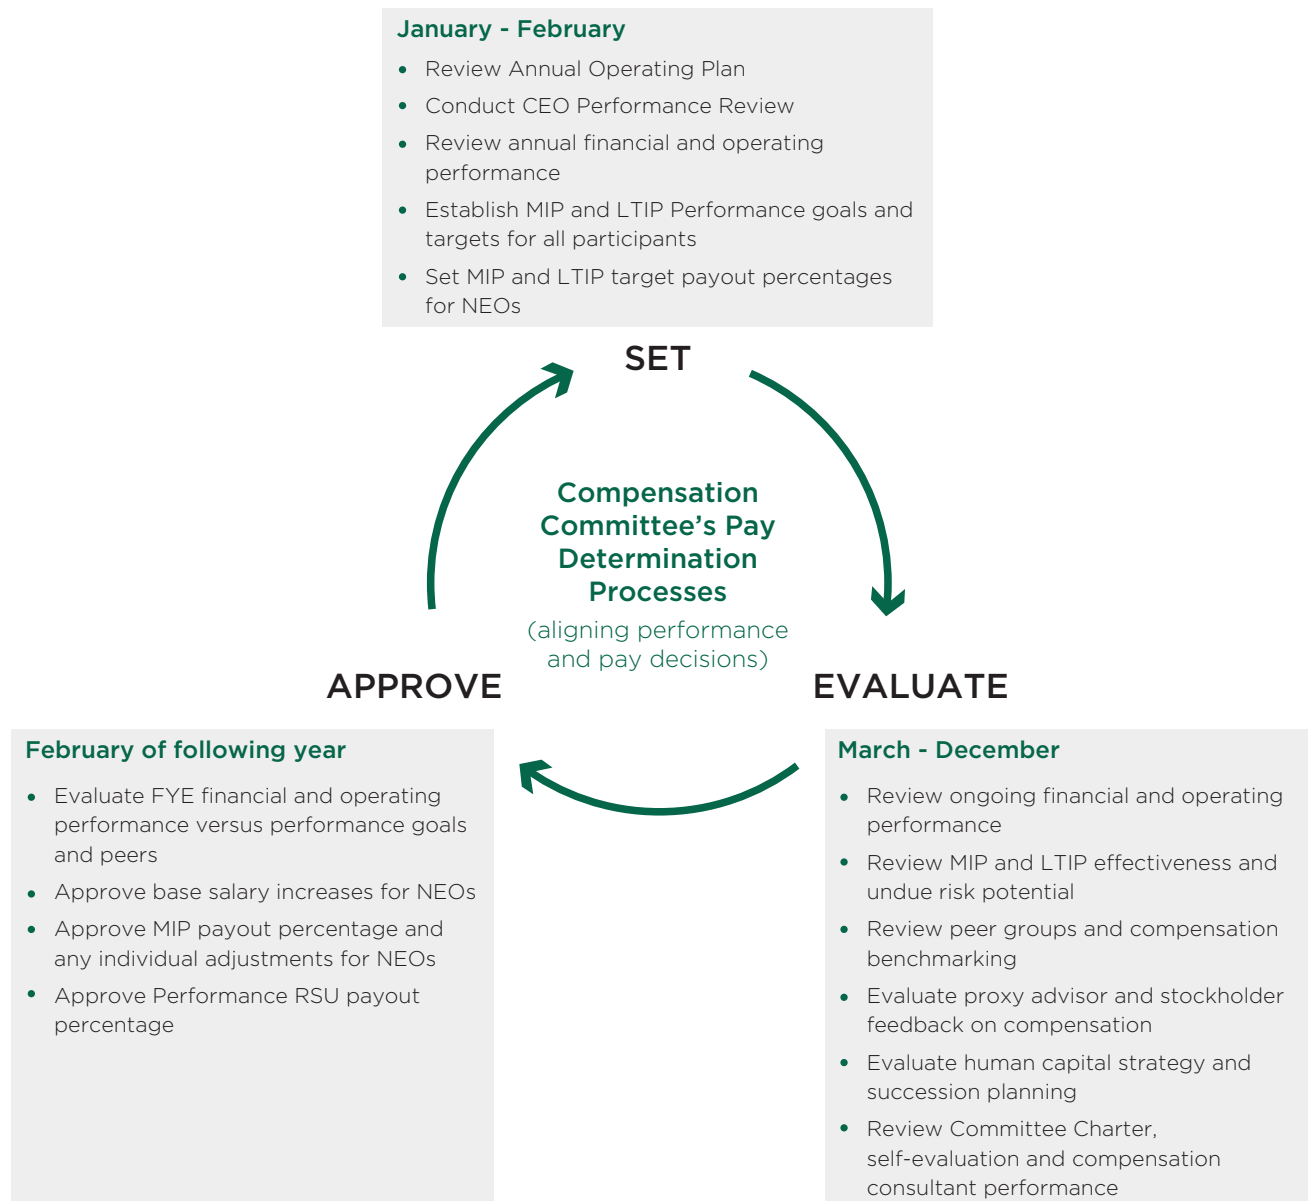 January - February
• Review Annual Operating Plan
• Conduct CEO Performance Review
• Review annual financial and operating
performance
• Establish MIP and LTIP Performance goals and
targets for all participants
• Set MIP and LTIP target payout percentages
for NEOs
SET
Compensation
Committee’s Pay
Determination
Processes
(aligning performance
and pay decisions)
APPROVE
EVALUATE
February of following year
• Evaluate FYE financial and operating
performance versus performance goals
and peers
• Approve base salary increases for NEOs
• Approve MIP payout percentage and
any individual adjustments for NEOs
• Approve Performance RSU payout
percentage
March - December
• Review ongoing financial and operating
performance
• Review MIP and LTIP effectiveness and
undue risk potential
• Review peer groups and compensation
benchmarking
• Evaluate proxy advisor and stockholder
feedback on compensation
• Evaluate human capital strategy and
succession planning
• Review Committee Charter,
self-evaluation and compensation
consultant performance